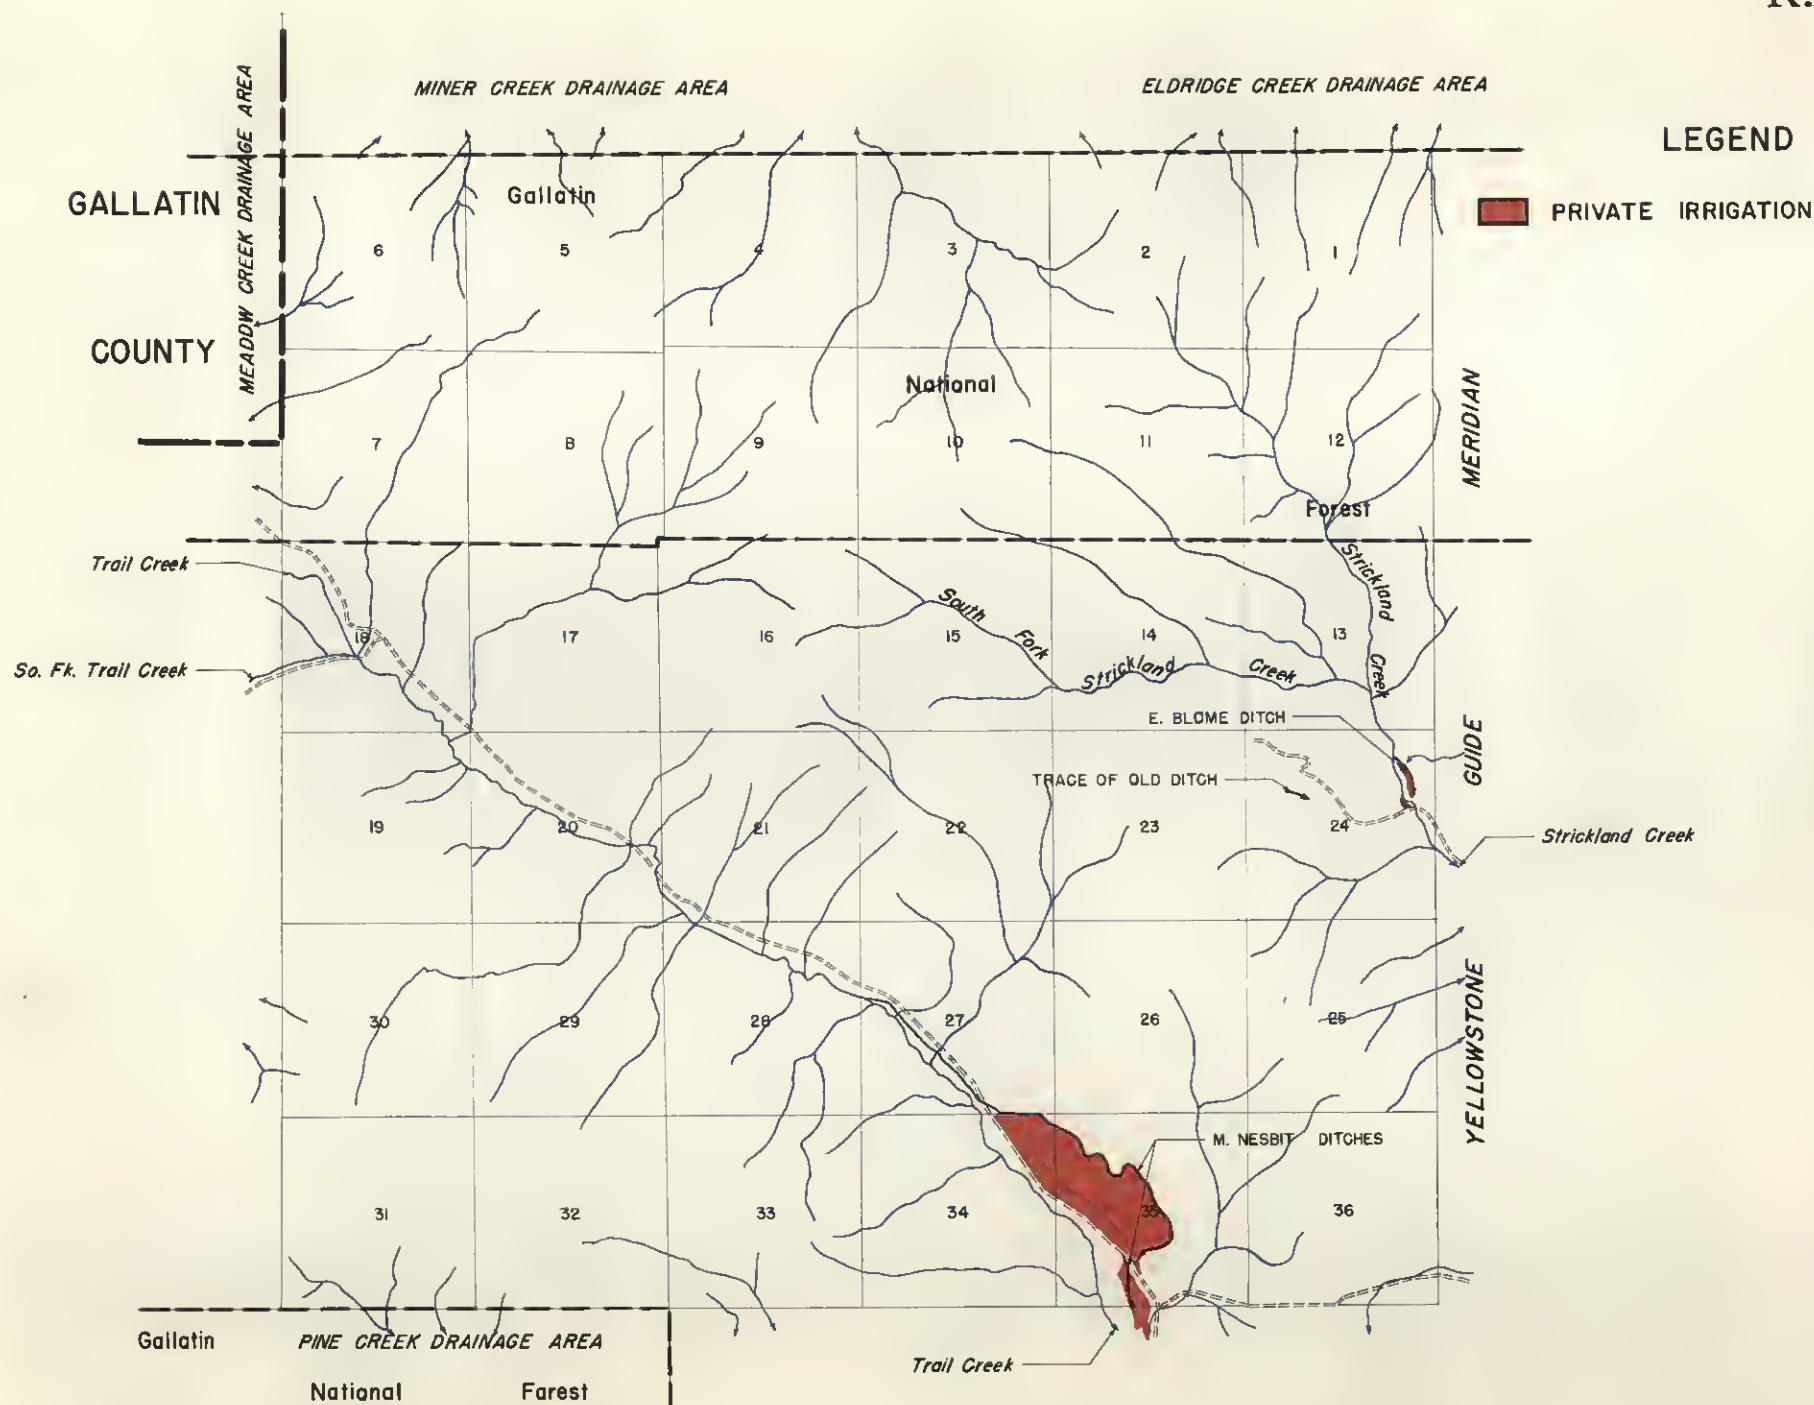 MINER CREEK DRAINAGE AREA
ELDRIDGE CREEK DRAINAGE AREA
MEADDW CREEK DRAINAGE AREA
LEGEND
PRIVATE IRRIGATION
GALLATIN
COUNTY
Gallatin
6
5
4
3
2
1
National
7
8
9
10
11
12
MERIDIAN
Forest
Trail Creek
Strickland
Creek
South
Fork
Strickland
Creek
18
17
16
15
14
13
So. Fk. Trail Creek
E. BLOME DITCH
GUIDE
TRACE OF OLD DITCH
19
20
21
22
23
24
Strickland Creek
30
29
28
27
26
25
YELLOWSTONE
M. NESBIT DITCHES
31
32
33
34
35
36
Gallatin
PINE CREEK DRAINAGE AREA
Trail Creek
National
Farest